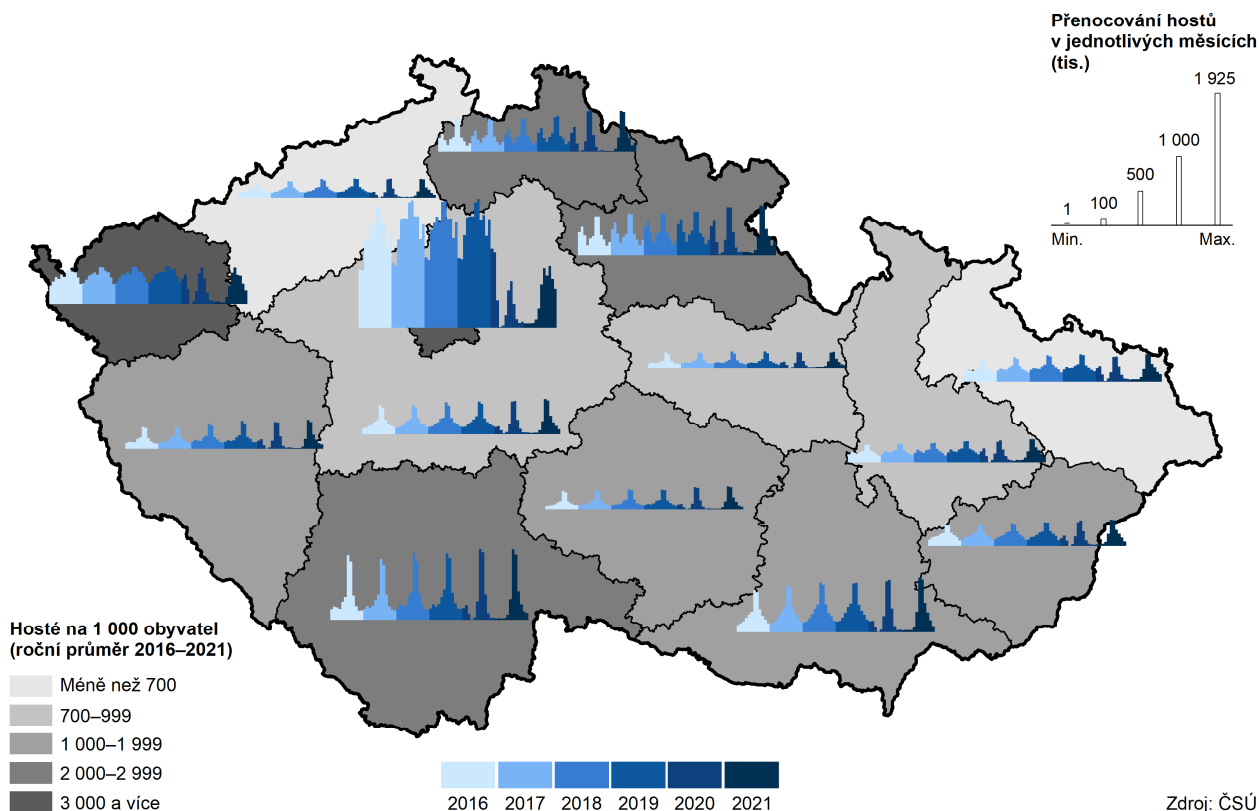 Přenocování hostů
v jednotlivých měsících
(tis.)
1 925
1 000
500
100
1
Min.
Max.
Hosté na 1 000 obyvatel
(roční průměr 2016–2021)
Méně než 700
700–999
1 000–1 999
2 000–2 999
3 000 a více
2016 2017 2018 2019 2020 2021
Zdroj: ČSÚ